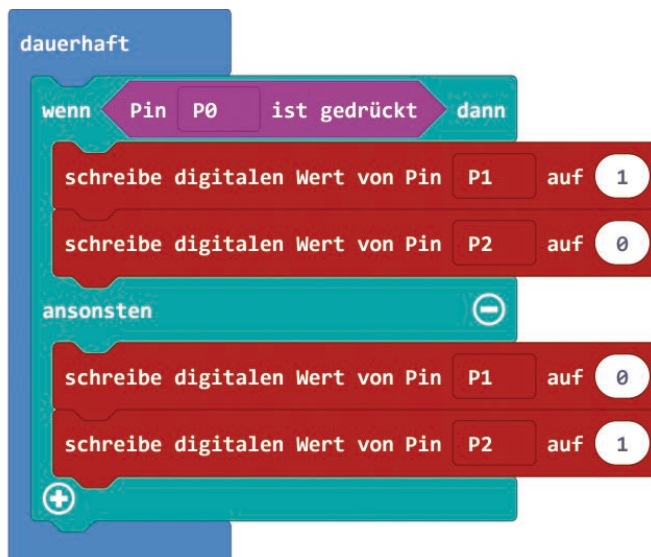 dauerhaft
wenn Pin P0 ist gedrückt dann
schreibe digitalen Wert von Pin P1 auf 1
schreibe digitalen Wert von Pin P2 auf 0
ansonsten
schreibe digitalen Wert von Pin P1 auf 0
schreibe digitalen Wert von Pin P2 auf 1